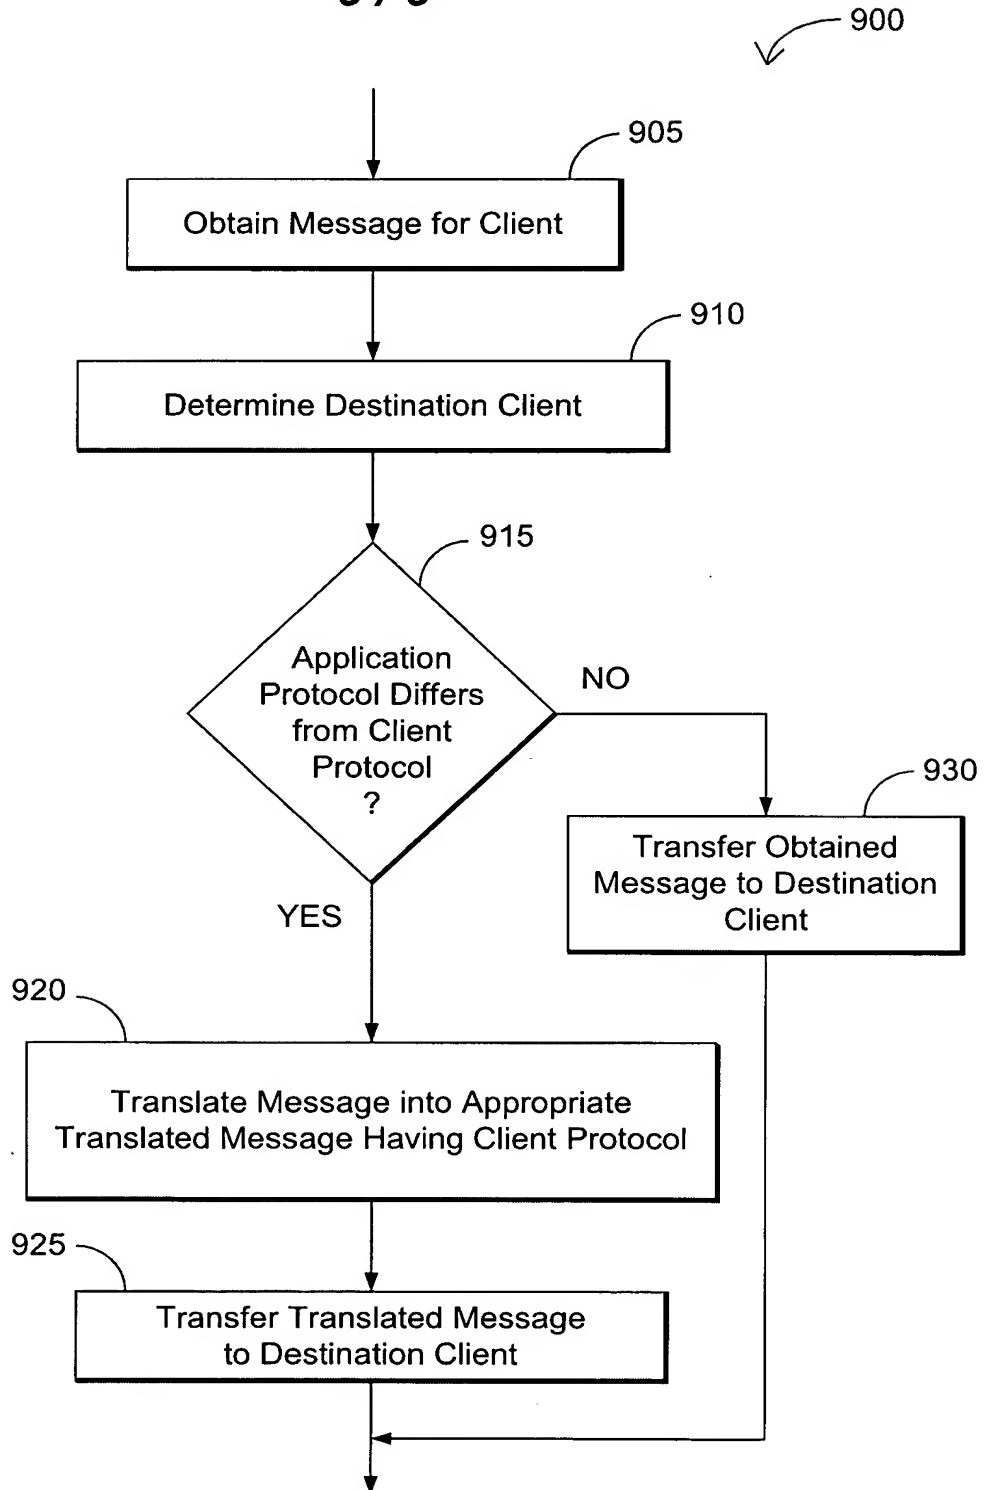 900
905
Obtain Message for Client
910
Determine Destination Client
915
Application
Protocol Differs
from Client
Protocol
?
NO
930
Transfer Obtained
Message to Destination
Client
YES
920
Translate Message into Appropriate
Translated Message Having Client Protocol
925
Transfer Translated Message
to Destination Client